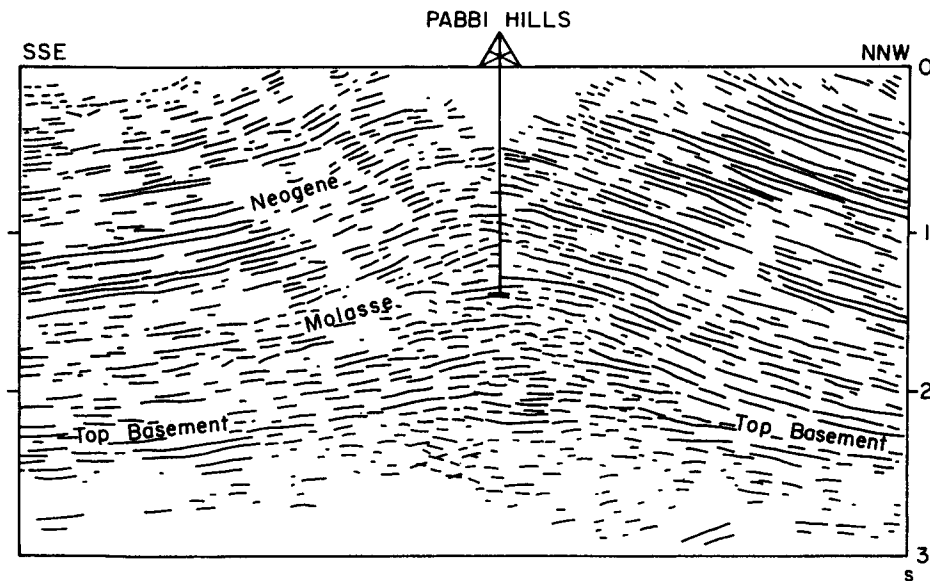 PABBI HILLS
SSE
NNW
0
Neogene
1
Molasse
2
Top Basement
Top Basement
3
s